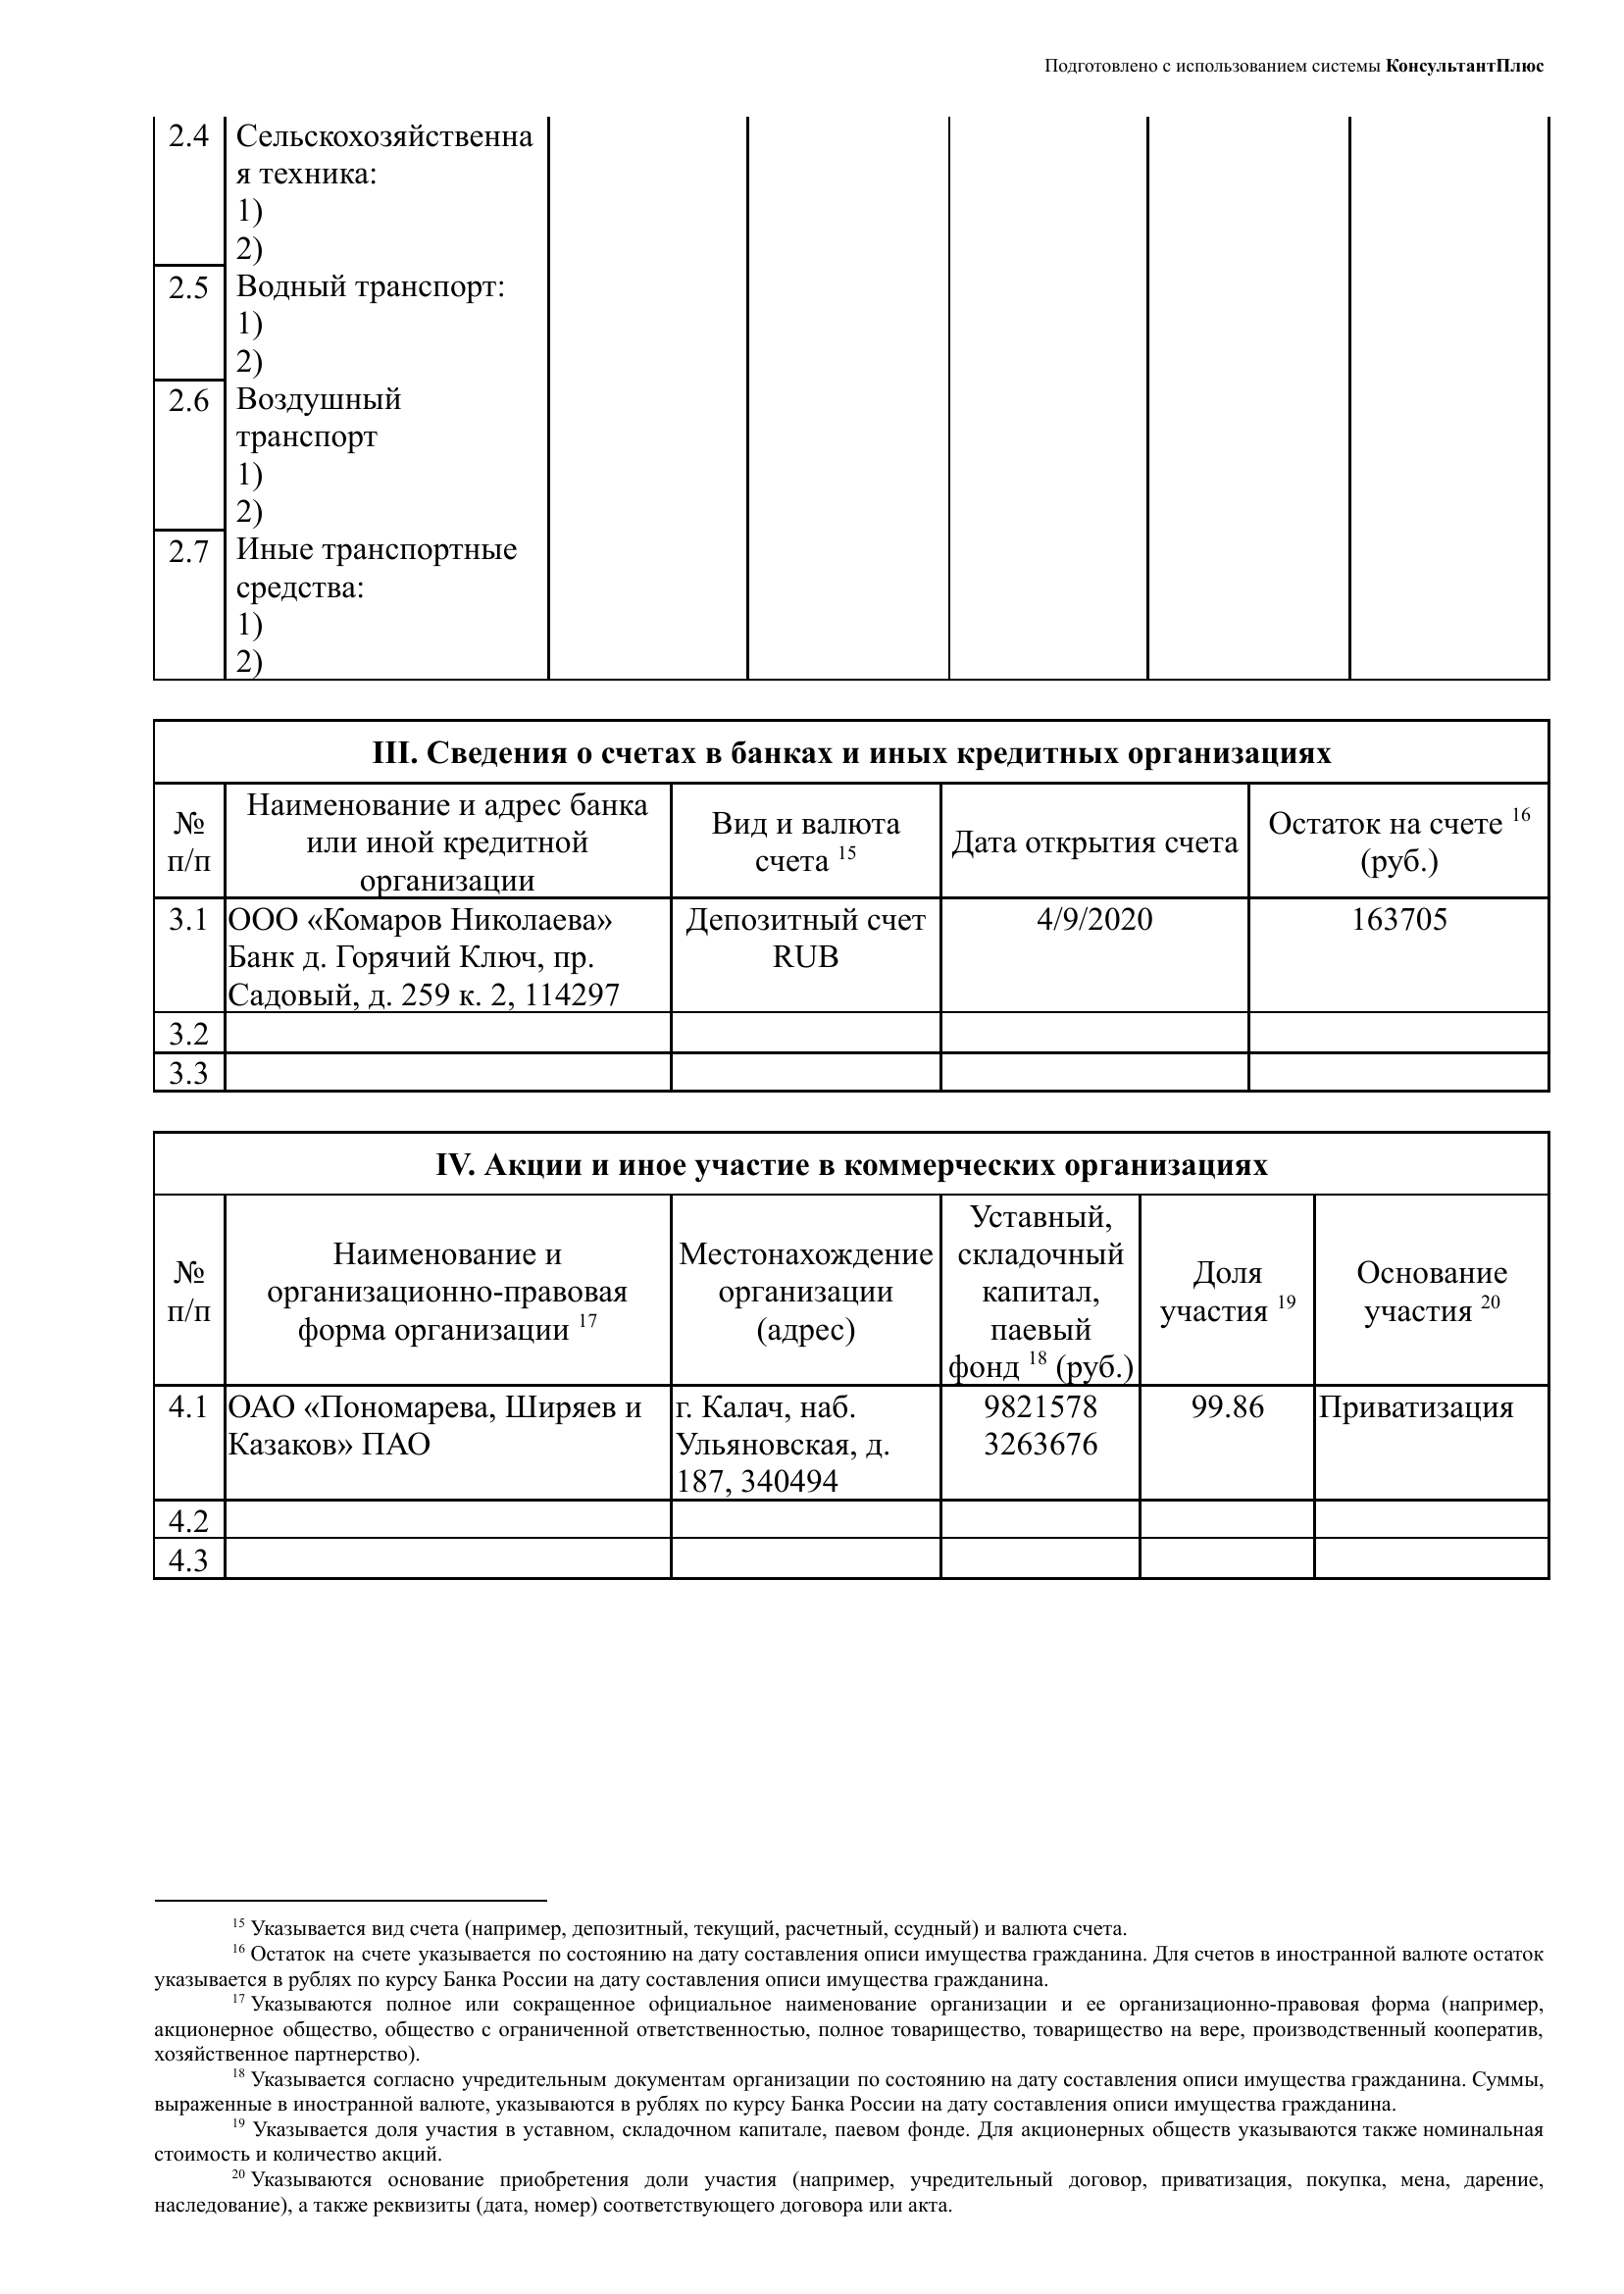 Подготовлено с использованием системы КонсультантПлюс
2.4
Сельскохозяйственна
я техника:
1)
2)
2.5
Водный транспорт:
1)
2)
2.6
Воздушный
транспорт
1)
2)
2.7
Иные транспортные
средства:
1)
2)
III. Сведения о счетах в банках и иных кредитных организациях
№
п/п
Наименование и адрес банка
или иной кредитной
организации
Вид и валюта
счета 15
Дата открытия счета
Остаток на счете 16
(руб.)
3.1
ООО «Комаров Николаева»
Банк д. Горячий Ключ, пр.
Садовый, д. 259 к. 2, 114297
Депозитный счет
RUB
4/9/2020
163705
3.2
3.3
IV. Акции и иное участие в коммерческих организациях
№
п/п
Наименование и
организационно-правовая
форма организации 17
Местонахождение
организации
(адрес)
Уставный,
складочный
капитал,
паевый
фонд 18 (руб.)
Доля
участия 19
Основание
участия 20
4.1
ОАО «Пономарева, Ширяев и
Казаков» ПАО
г. Калач, наб.
Ульяновская, д.
187, 340494
9821578
3263676
99.86
Приватизация
4.2
4.3
15 Указывается вид счета (например, депозитный, текущий, расчетный, ссудный) и валюта счета.
16 Остаток на счете указывается по состоянию на дату составления описи имущества гражданина. Для счетов в иностранной валюте остаток
указывается в рублях по курсу Банка России на дату составления описи имущества гражданина.
17 Указываются полное или сокращенное официальное наименование организации и ее организационно-правовая форма (например,
акционерное общество, общество с ограниченной ответственностью, полное товарищество, товарищество на вере, производственный кооператив,
хозяйственное партнерство).
18 Указывается согласно учредительным документам организации по состоянию на дату составления описи имущества гражданина. Суммы,
выраженные в иностранной валюте, указываются в рублях по курсу Банка России на дату составления описи имущества гражданина.
19 Указывается доля участия в уставном, складочном капитале, паевом фонде. Для акционерных обществ указываются также номинальная
стоимость и количество акций.
20 Указываются основание приобретения доли участия (например, учредительный договор, приватизация, покупка, мена, дарение,
наследование), а также реквизиты (дата, номер) соответствующего договора или акта.